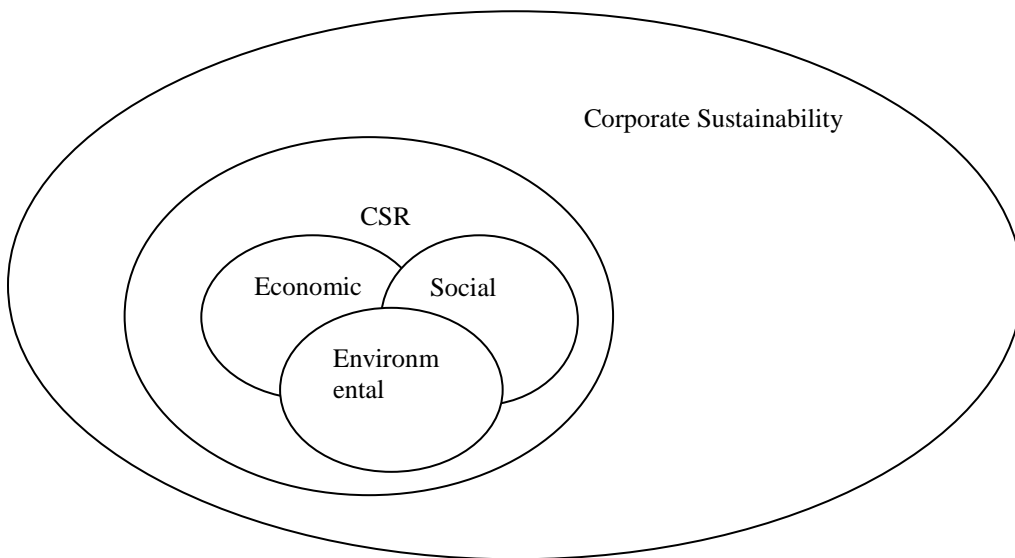 Corporate Sustainability
CSR
Economic
Social
Environm
ental